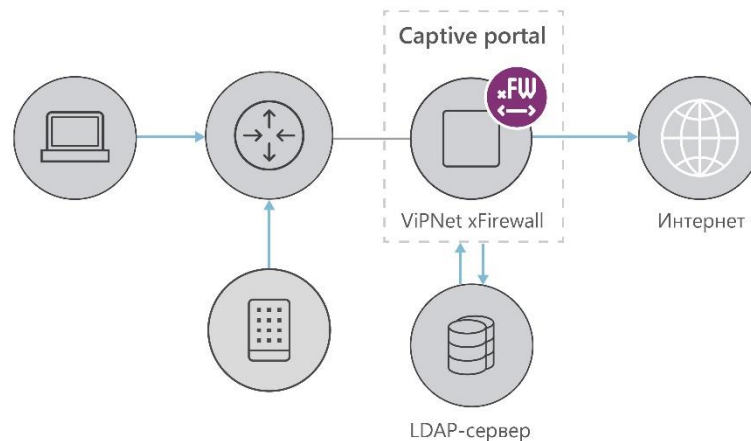 Captive portal
xFW
ViPNet xFirewall
Интернет
LDAP-сервер